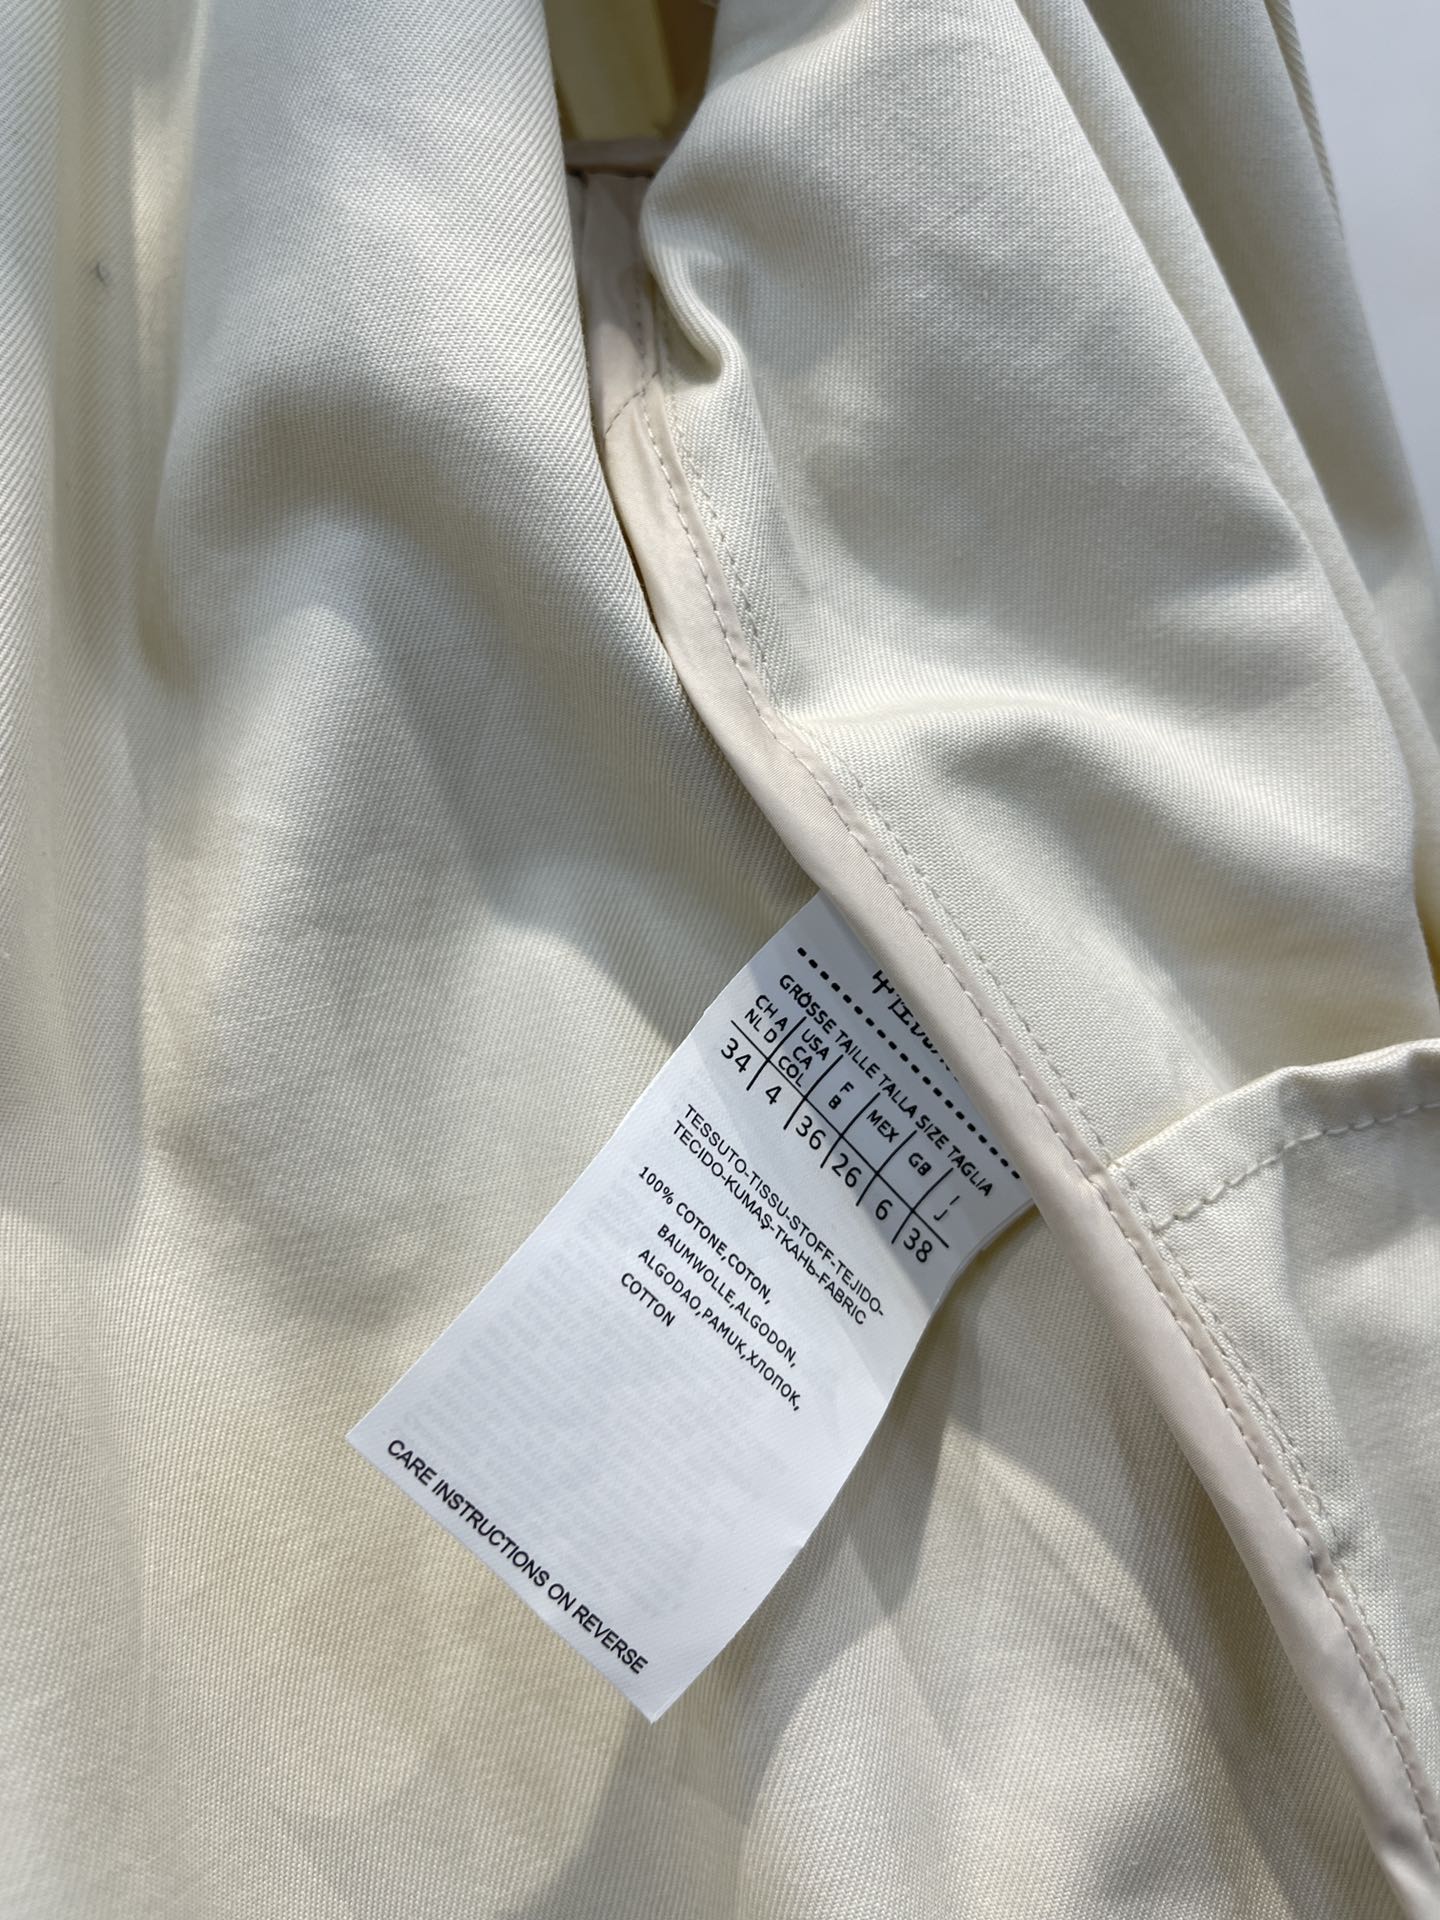 GRÖSSE TAILLE TALLA SIZE TAGLIA
CH A USA F MEX GB I
NL D CA B J
COL
34 4 36 26 6 38
TESSUTO-TISSU-STOFF-TEJIDO-
TECIDO-KUMAŞ-ТКАНЬ-FABRIC
100% COTONE,COTON,
BAUMWOLLE,ALGODON,
ALGODAO,PAMUK,ХЛОПОК,
COTTON
CARE INSTRUCTIONS ON REVERSE